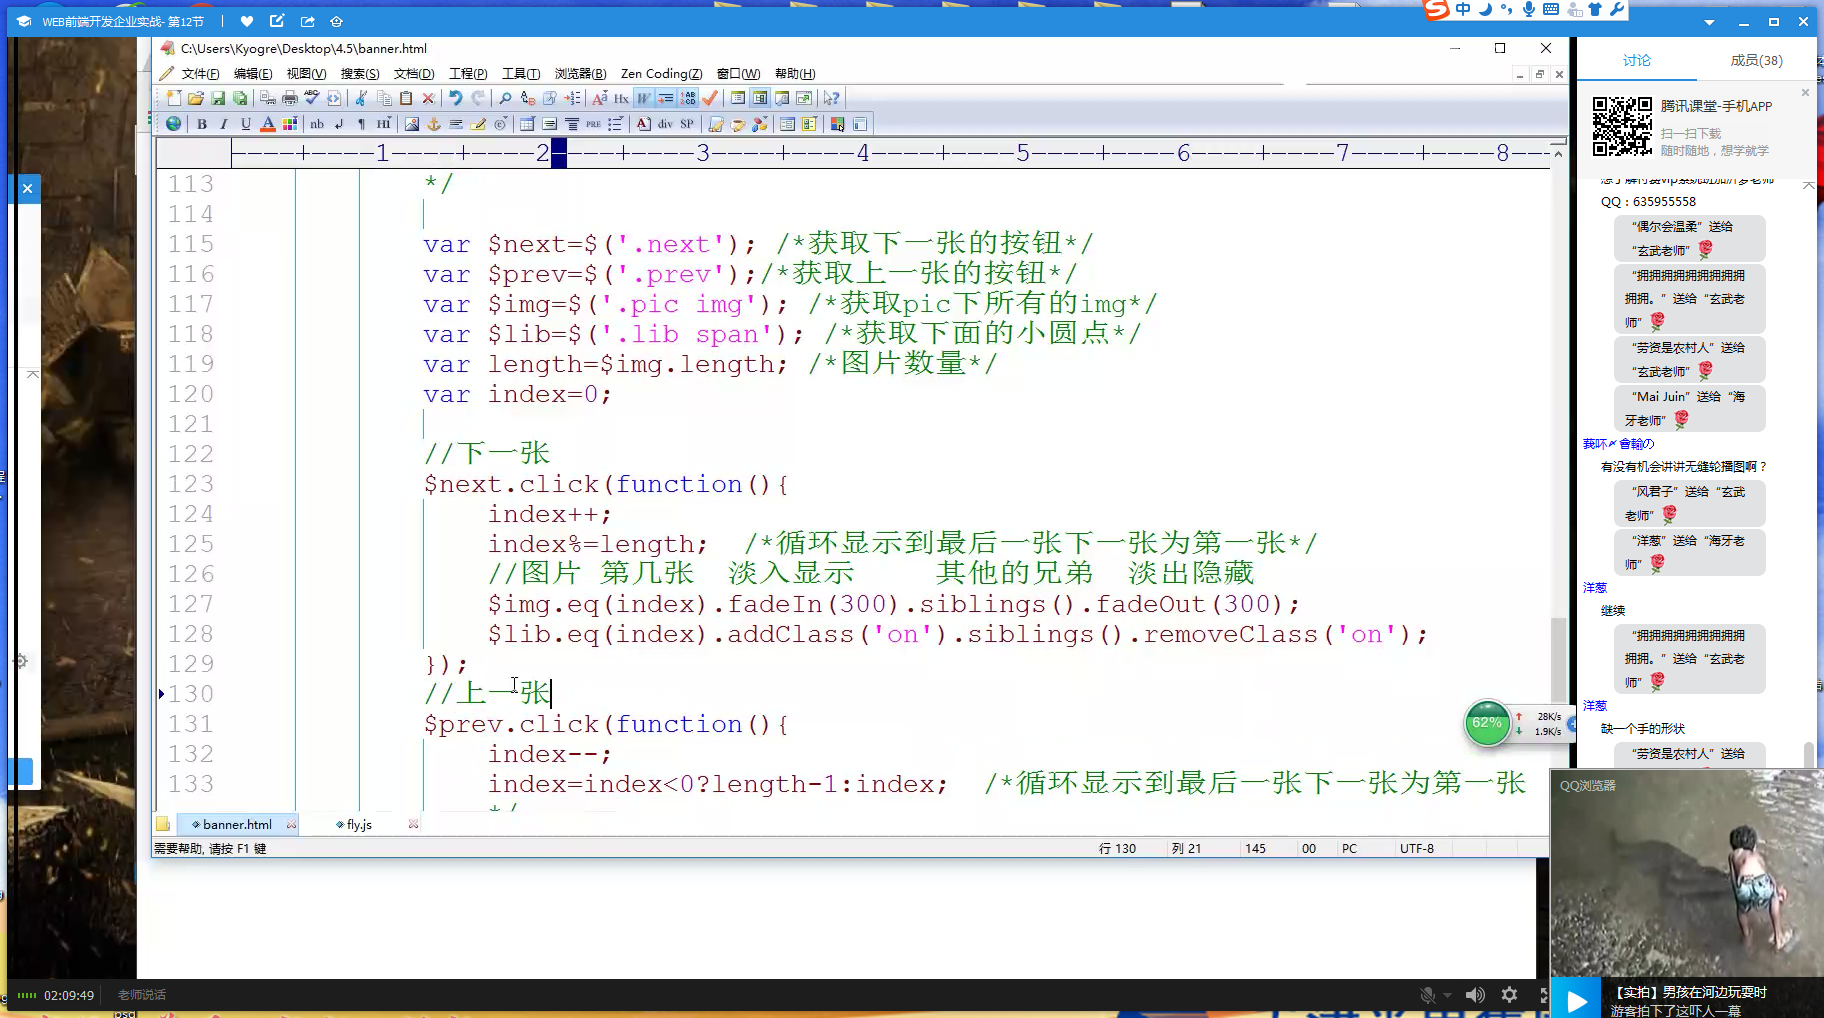 WEB前端开发企业实战- 第12节
中
C:\Users\Kyogre\Desktop\4.5\banner.html
文件(F) 编辑(E) 视图(V) 搜索(S) 文档(D) 工程(P) 工具(T) 浏览器(B) Zen Coding(Z) 窗口(W) 帮助(H)
B I U A nb ¶ Hi PRE A div SP
----+----1----+----2----+----3----+----4----+----5----+----6----+----7----+----8---
113 */
114
115 var $next=$('.next'); /*获取下一张的按钮*/
116 var $prev=$('.prev');/*获取上一张的按钮*/
117 var $img=$('.pic img'); /*获取pic下所有的img*/
118 var $lib=$('.lib span'); /*获取下面的小圆点*/
119 var length=$img.length; /*图片数量*/
120 var index=0;
121
122 //下一张
123 $next.click(function(){
124 index++;
125 index%=length; /*循环显示到最后一张下一张为第一张*/
126 //图片 第几张 淡入显示 其他的兄弟 淡出隐藏
127 $img.eq(index).fadeIn(300).siblings().fadeOut(300);
128 $lib.eq(index).addClass('on').siblings().removeClass('on');
129 });
130 //上一张
131 $prev.click(function(){
132 index--;
133 index=index<0?length-1:index; /*循环显示到最后一张下一张为第一张
*/
banner.html fly.js
需要帮助, 请按 F1 键
行 130 列 21 145 00 PC UTF-8
讨论 成员(38)
腾讯课堂-手机APP
扫一扫下载
随时随地，想学就学
QQ：635955558
“偶尔会温柔”送给
“玄武老师”
“拥拥拥拥拥拥拥拥拥
拥拥。”送给“玄武老
师”
“劳资是农村人”送给
“玄武老师”
“Mai Juin”送给“海
牙老师”
有没有机会讲讲无缝轮播图啊？
“风君子”送给“玄武
老师”
“洋葱”送给“海牙老
师”
洋葱
继续
“拥拥拥拥拥拥拥拥拥
拥拥。”送给“玄武老
师”
洋葱
缺一个手的形状
“劳资是农村人”送给
62%
28K/s
1.9K/s
QQ浏览器
【实拍】男孩在河边玩耍时
游客拍下了这吓人一幕
02:09:49 老师说话
psd